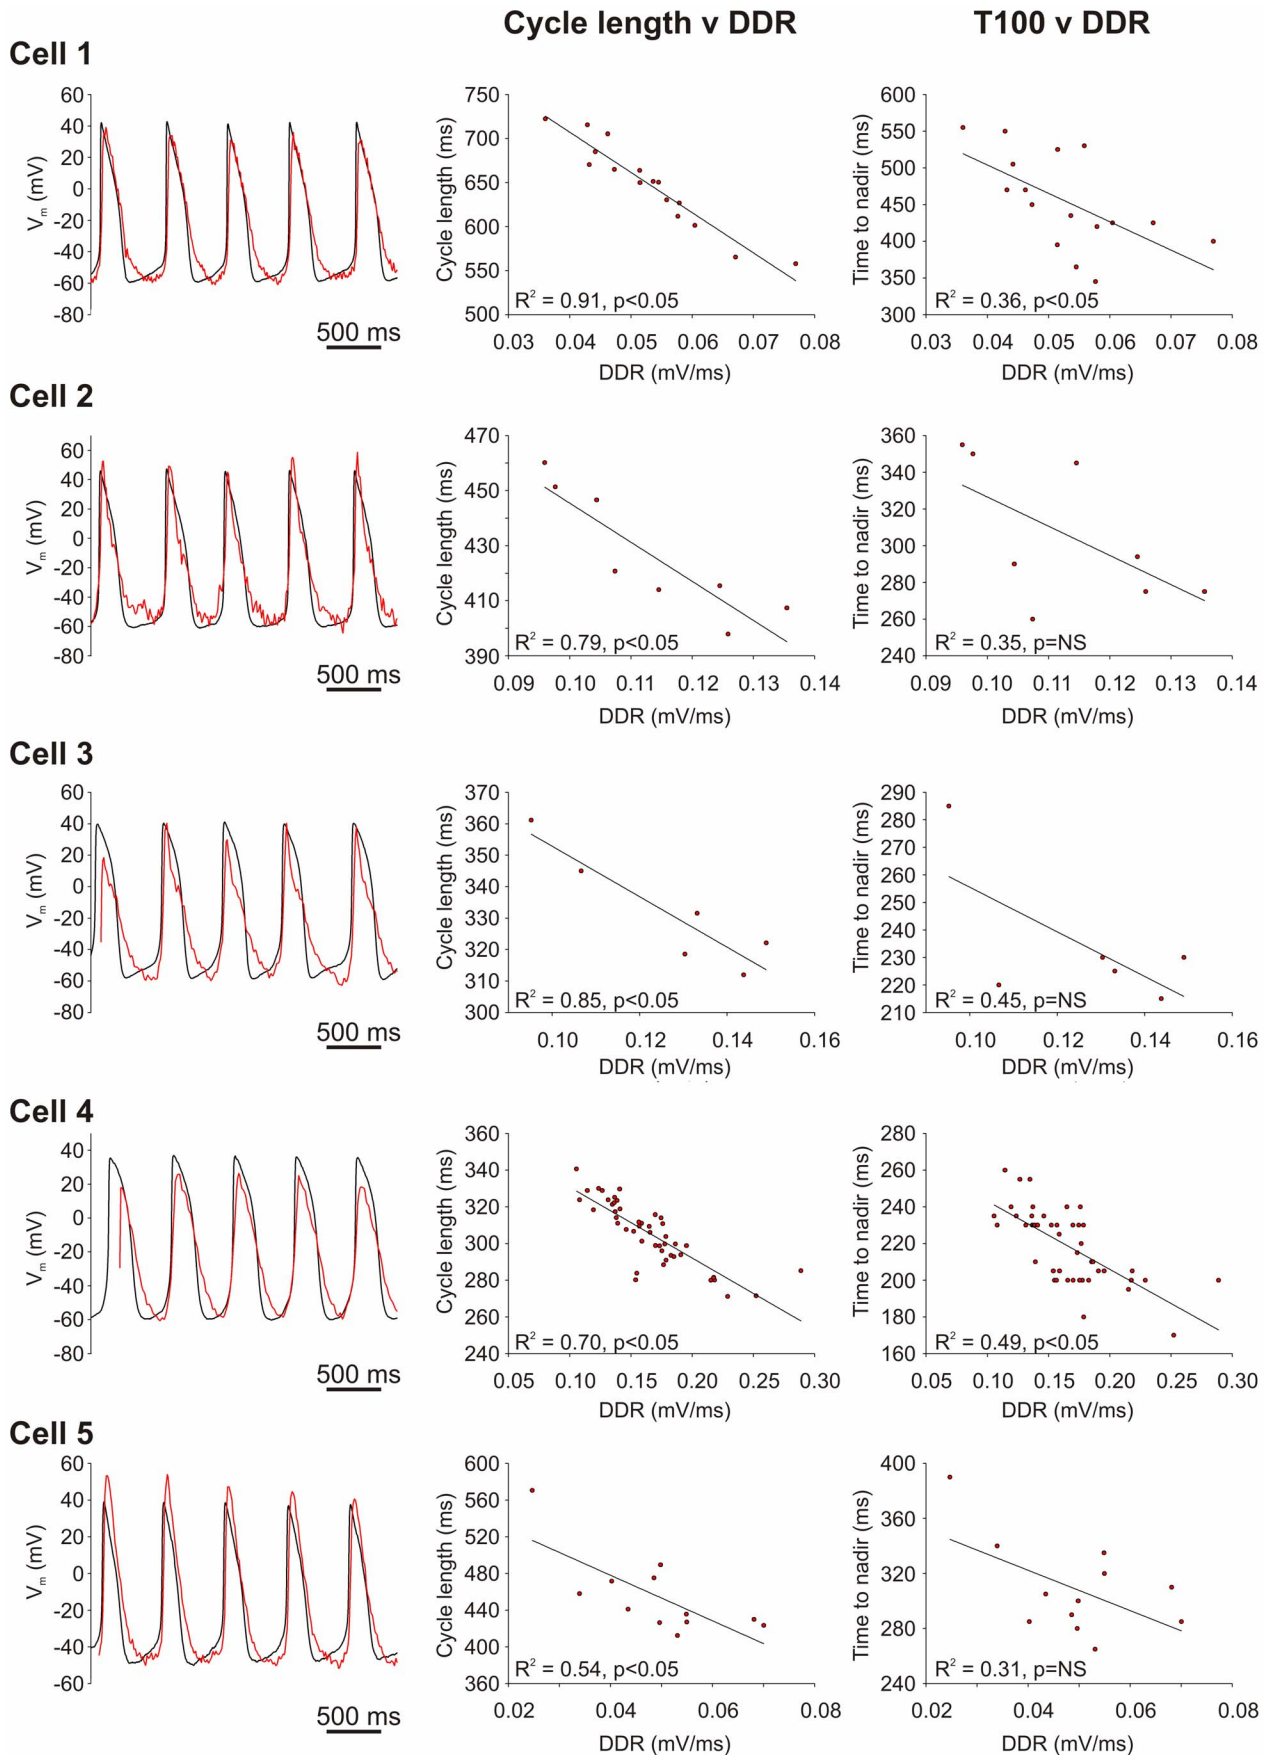 Cycle length v DDR
T100 v DDR
Cell 1
60
40
20
0
-20
-40
-60
-80
Vm (mV)
500 ms
750
700
650
600
550
500
Cycle length (ms)
R² = 0.91, p<0.05
0.03 0.04 0.05 0.06 0.07 0.08
DDR (mV/ms)
600
550
500
450
400
350
300
Time to nadir (ms)
R² = 0.36, p<0.05
0.03 0.04 0.05 0.06 0.07 0.08
DDR (mV/ms)
Cell 2
60
40
20
0
-20
-40
-60
-80
Vm (mV)
500 ms
470
450
430
410
390
Cycle length (ms)
R² = 0.79, p<0.05
0.09 0.10 0.11 0.12 0.13 0.14
DDR (mV/ms)
360
340
320
300
280
260
240
Time to nadir (ms)
R² = 0.35, p=NS
0.09 0.10 0.11 0.12 0.13 0.14
DDR (mV/ms)
Cell 3
60
40
20
0
-20
-40
-60
-80
Vm (mV)
500 ms
370
360
350
340
330
320
310
300
Cycle length (ms)
R² = 0.85, p<0.05
0.10 0.12 0.14 0.16
DDR (mV/ms)
290
280
270
260
250
240
230
220
210
Time to nadir (ms)
R² = 0.45, p=NS
0.10 0.12 0.14 0.16
DDR (mV/ms)
Cell 4
40
20
0
-20
-40
-60
-80
Vm (mV)
500 ms
360
340
320
300
280
260
240
Cycle length (ms)
R² = 0.70, p<0.05
0.05 0.10 0.15 0.20 0.25 0.30
DDR (mV/ms)
280
260
240
220
200
180
160
Time to nadir (ms)
R² = 0.49, p<0.05
0.05 0.10 0.15 0.20 0.25 0.30
DDR (mV/ms)
Cell 5
60
40
20
0
-20
-40
-60
Vm (mV)
500 ms
600
560
520
480
440
400
360
Cycle length (ms)
R² = 0.54, p<0.05
0.02 0.04 0.06 0.08
DDR (mV/ms)
400
360
320
280
240
Time to nadir (ms)
R² = 0.31, p=NS
0.02 0.04 0.06 0.08
DDR (mV/ms)